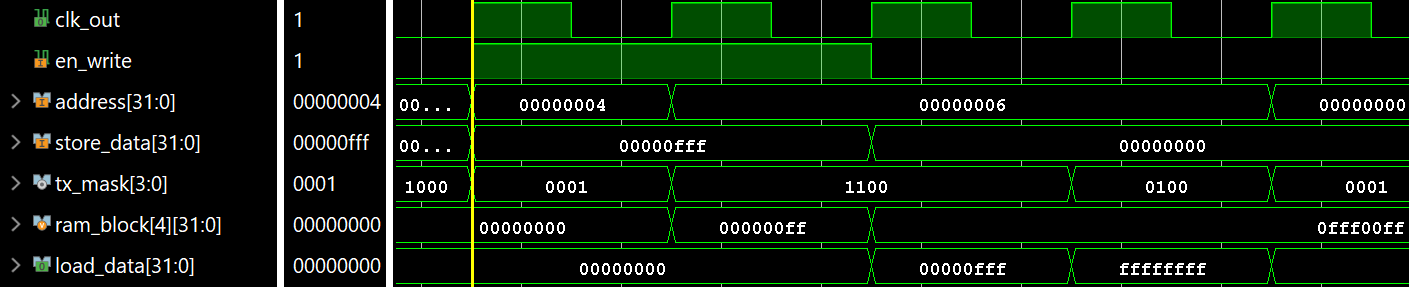 clk_out 1
en_write 1
address[31:0] 00000004 00... 00000004 00000006 00000000
store_data[31:0] 00000fff 00... 00000fff 00000000
tx_mask[3:0] 0001 1000 0001 1100 0100 0001
ram_block[4][31:0] 00000000 00000000 000000ff 0fff00ff
load_data[31:0] 00000000 00000000 00000fff ffffffff